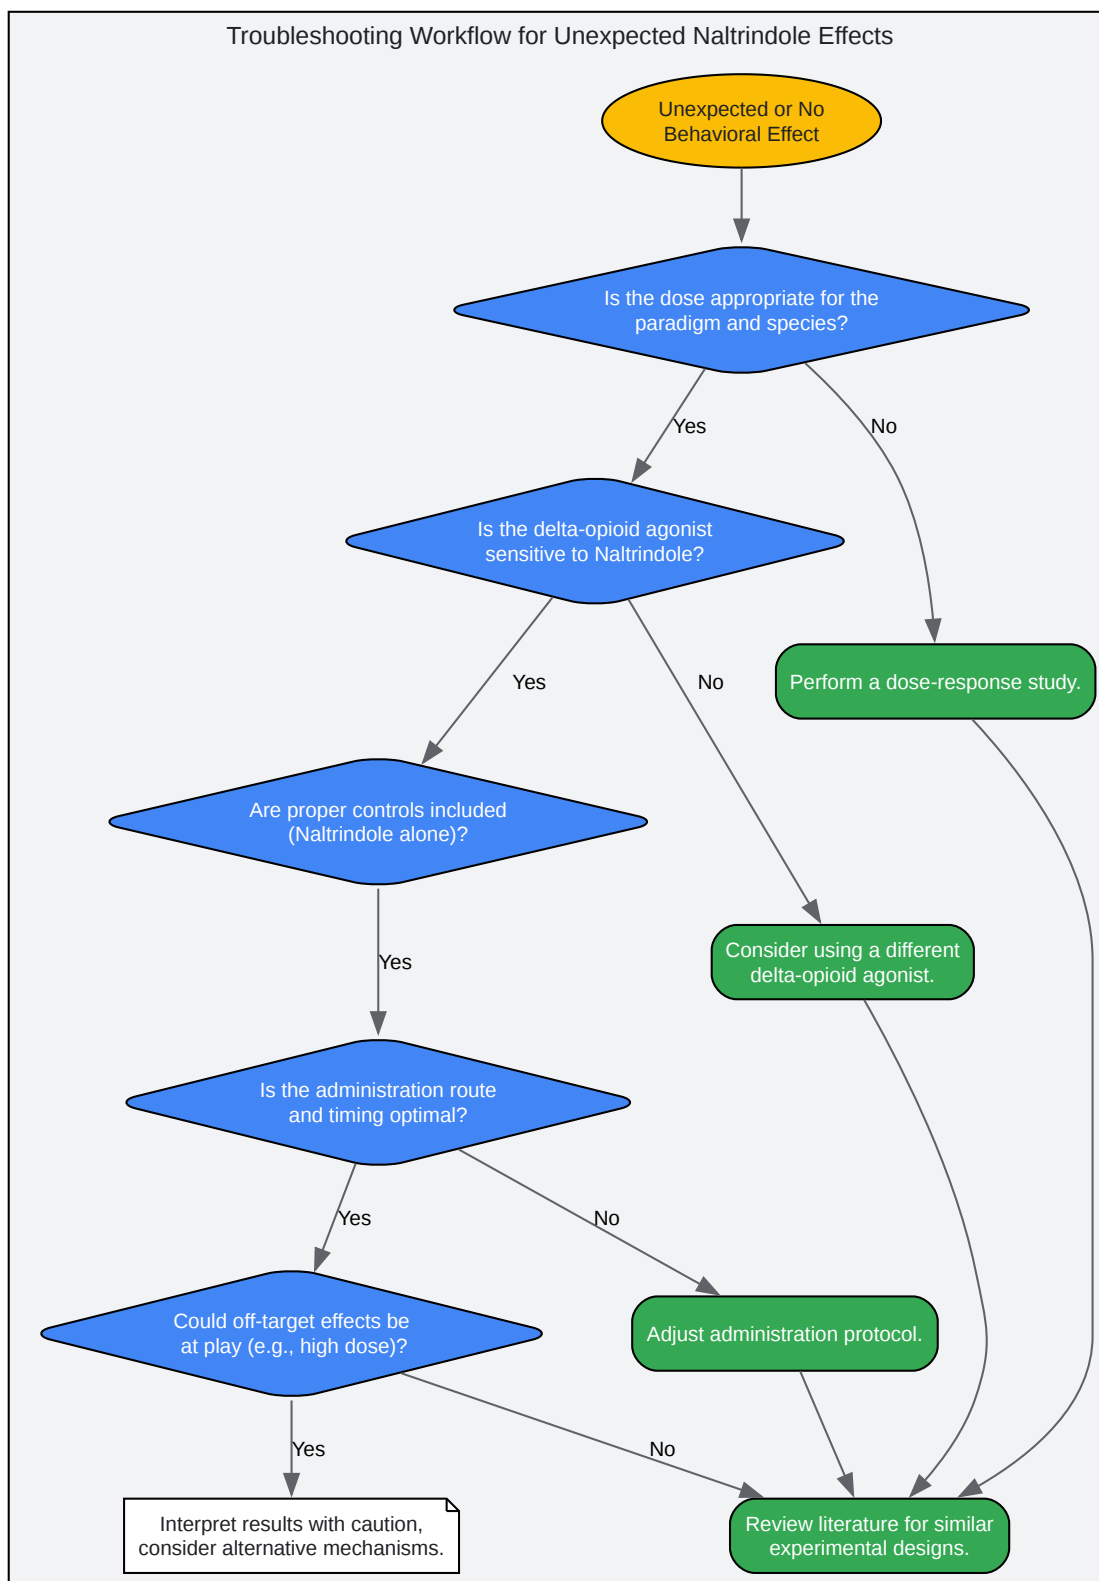 Troubleshooting Workflow for Unexpected Naltrindole Effects
Unexpected or No
Behavioral Effect
Is the dose appropriate for the
paradigm and species?
Yes
No
Is the delta-opioid agonist
sensitive to Naltrindole?
Yes
No
Perform a dose-response study.
Are proper controls included
(Naltrindole alone)?
Yes
Consider using a different
delta-opioid agonist.
Is the administration route
and timing optimal?
Yes
No
Could off-target effects be
at play (e.g., high dose)?
Adjust administration protocol.
Yes
No
Interpret results with caution,
consider alternative mechanisms.
Review literature for similar
experimental designs.